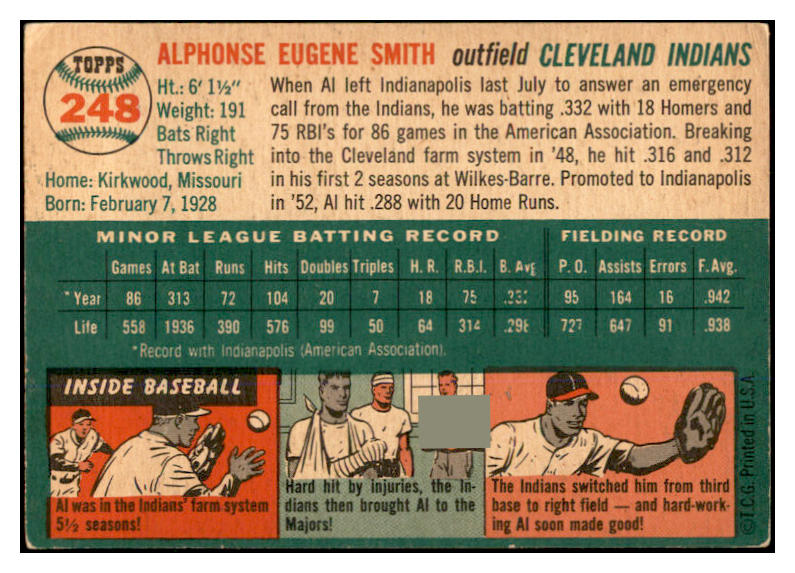 TOPPS
248
ALPHONSE EUGENE SMITH outfield CLEVELAND INDIANS
Ht.: 6' 1½"
Weight: 191
Bats Right
Throws Right
Home: Kirkwood, Missouri
Born: February 7, 1928
When Al left Indianapolis last July to answer an emergency
call from the Indians, he was batting .332 with 18 Homers and
75 RBI's for 86 games in the American Association. Breaking
into the Cleveland farm system in '48, he hit .316 and .312
in his first 2 seasons at Wilkes-Barre. Promoted to Indianapolis
in '52, Al hit .288 with 20 Home Runs.
MINOR LEAGUE BATTING RECORD FIELDING RECORD
Games At Bat Runs Hits Doubles Triples H. R. R.B.I. B. Avg P. O. Assists Errors F. Avg.
*Year 86 313 72 104 20 7 18 75 95 164 16 .942
Life 558 1936 390 576 99 50 64 314 .298 727 647 91 .938
*Record with Indianapolis (American Association).
INSIDE BASEBALL
Al was in the Indians' farm system
5½ seasons!
Hard hit by injuries, the In-
dians then brought Al to the
Majors!
The Indians switched him from third
base to right field — and hard-work-
ing Al soon made good!
©T.C.G. Printed in U.S.A.